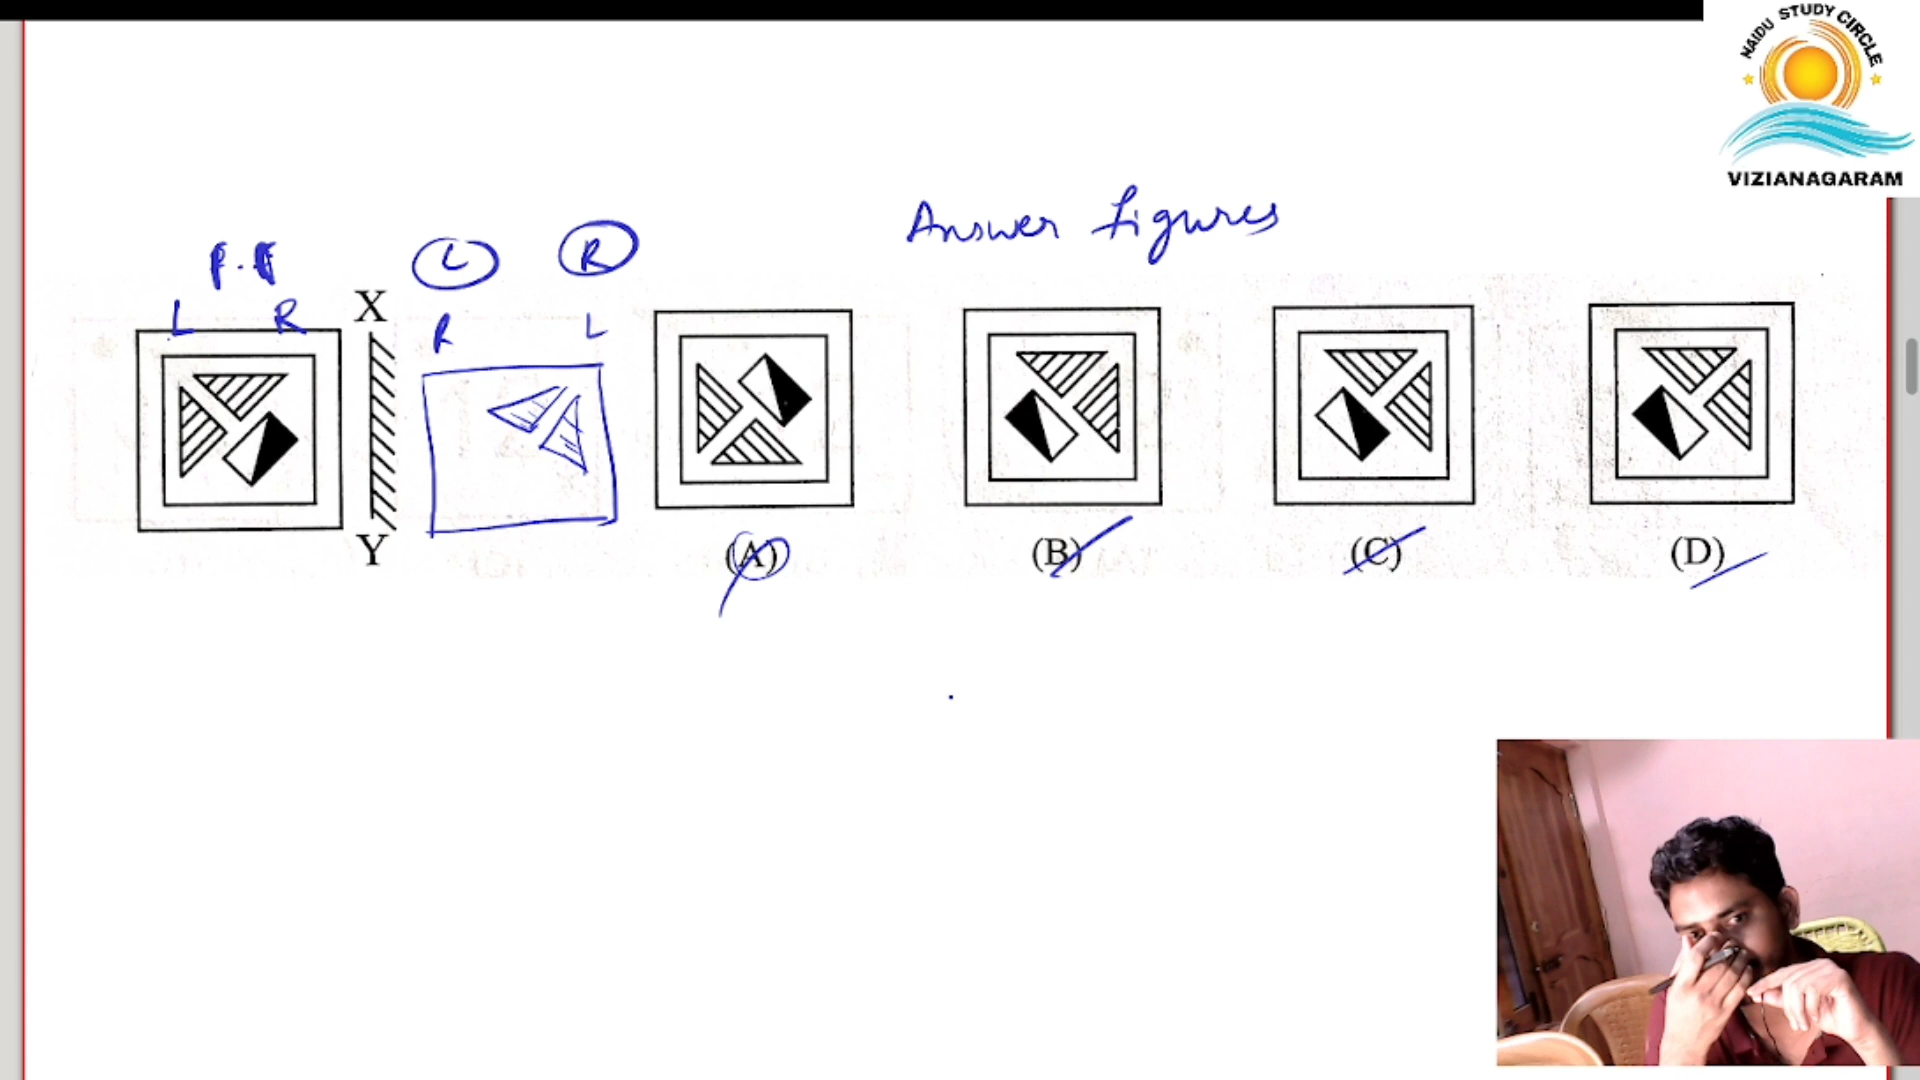 NAIDU STUDY CIRCLE
VIZIANAGARAM
Answer figures
L R
L R X R L
Y (A) (B) (C) (D)